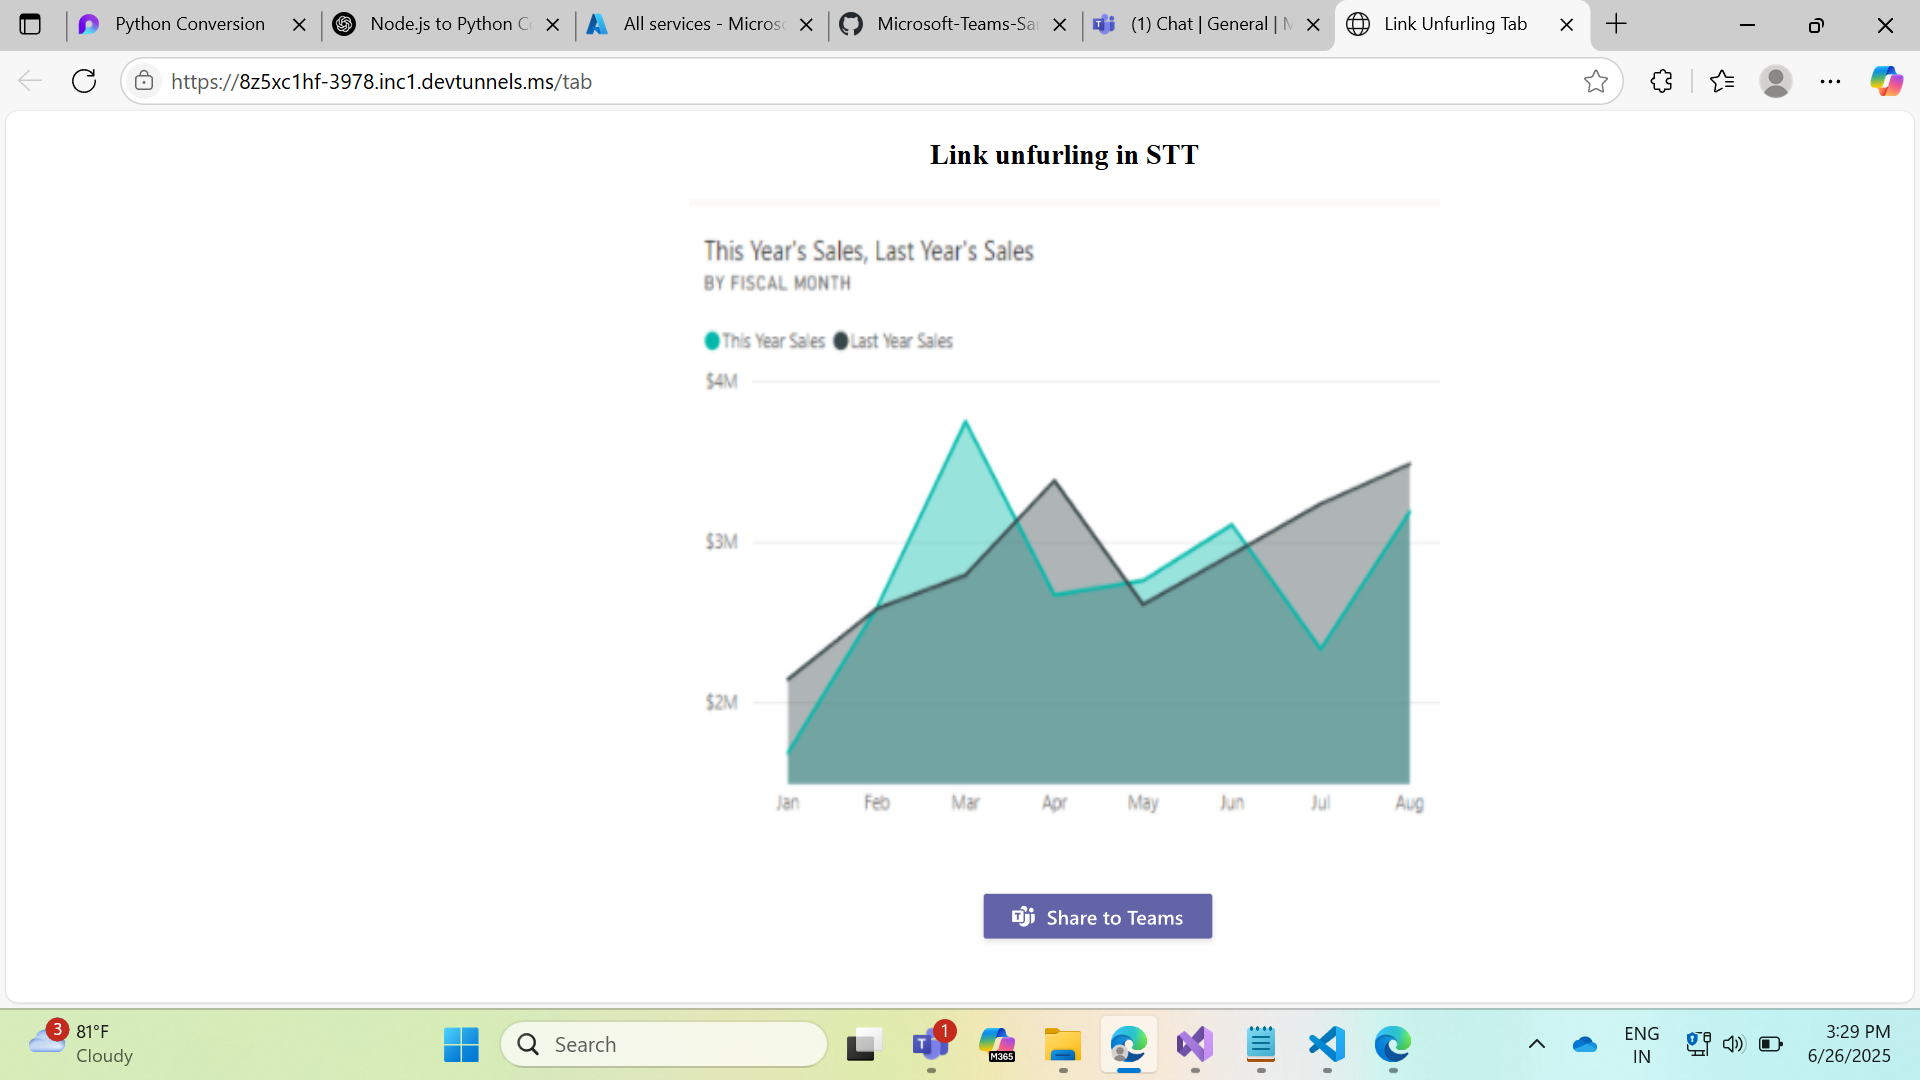 Python Conversion
Node.js to Python Co
All services - Microso
Microsoft-Teams-Sar
(1) Chat | General | M
Link Unfurling Tab
https://8z5xc1hf-3978.inc1.devtunnels.ms/tab
Link unfurling in STT
This Year's Sales, Last Year's Sales
BY FISCAL MONTH
This Year Sales Last Year Sales
$4M
$3M
$2M
Jan Feb Mar Apr May Jun Jul Aug
Share to Teams
3
81°F
Cloudy
Search
1
M365
ENG
IN
3:29 PM
6/26/2025